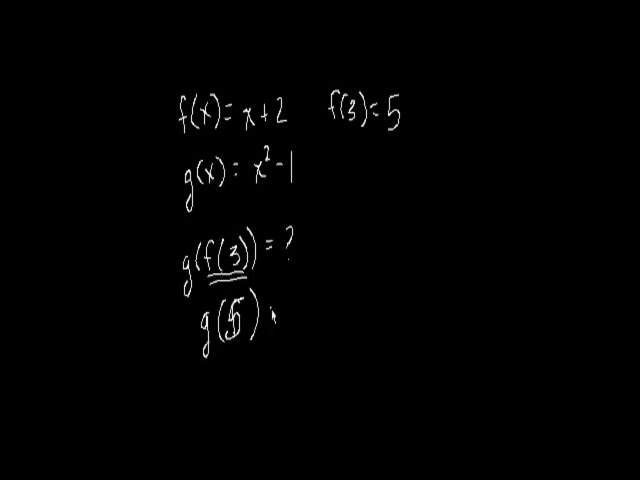 f(x) = x + 2 f(3) = 5
g(x) = x² - 1
g(f(3)) = ?
g(5)